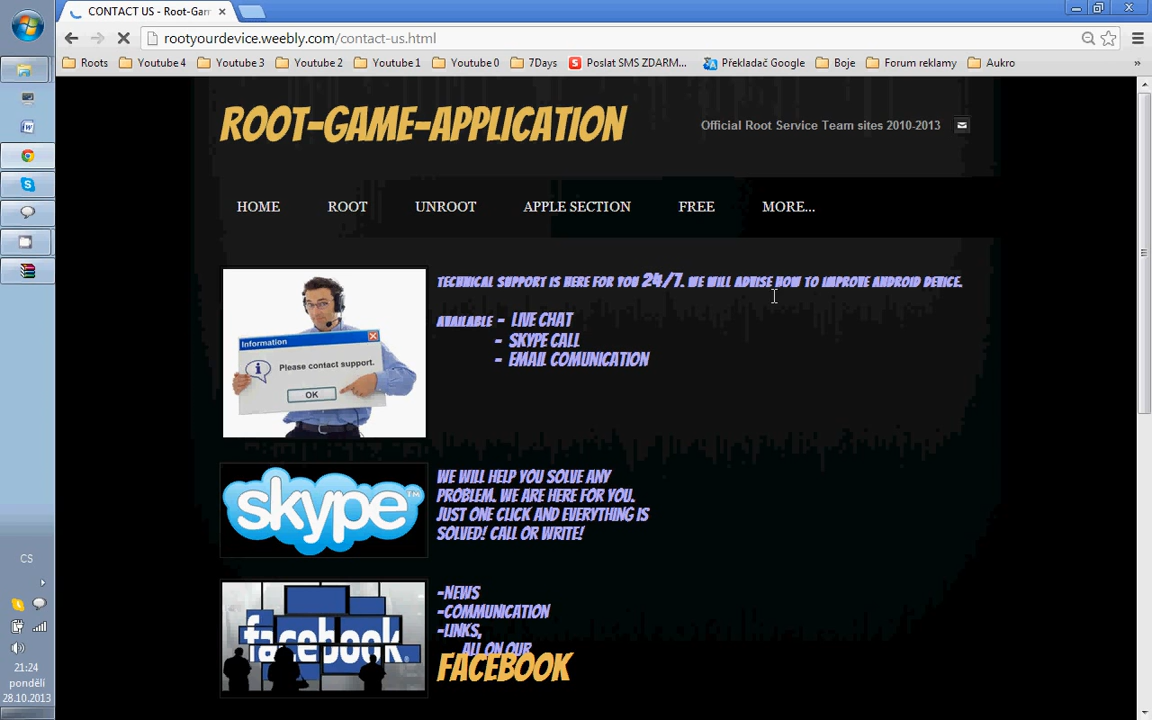 CONTACT US - Root-Gam
rootyourdevice.weebly.com/contact-us.html
Roots Youtube 4 Youtube 3 Youtube 2 Youtube 1 Youtube 0 7Days Poslat SMS ZDARM... Překladač Google Boje Forum reklamy Aukro »
ROOT-GAME-APPLICATION
Official Root Service Team sites 2010-2013
HOME ROOT UNROOT APPLE SECTION FREE MORE...
Information
Please contact support.
OK
TECHNICAL SUPPORT IS HERE FOR YOU 24/7. WE WILL ADVISE HOW TO IMPROVE ANDROID DEVICE.
AVAILABLE - LIVE CHAT
- SKYPE CALL
- EMAIL COMUNICATION
skype™
WE WILL HELP YOU SOLVE ANY
PROBLEM. WE ARE HERE FOR YOU.
JUST ONE CLICK AND EVERYTHING IS
SOLVED! CALL OR WRITE!
facebook
-NEWS
-COMMUNICATION
-LINKS,
ALL ON OUR
FACEBOOK
CS
21:24
pondělí
28.10.2013